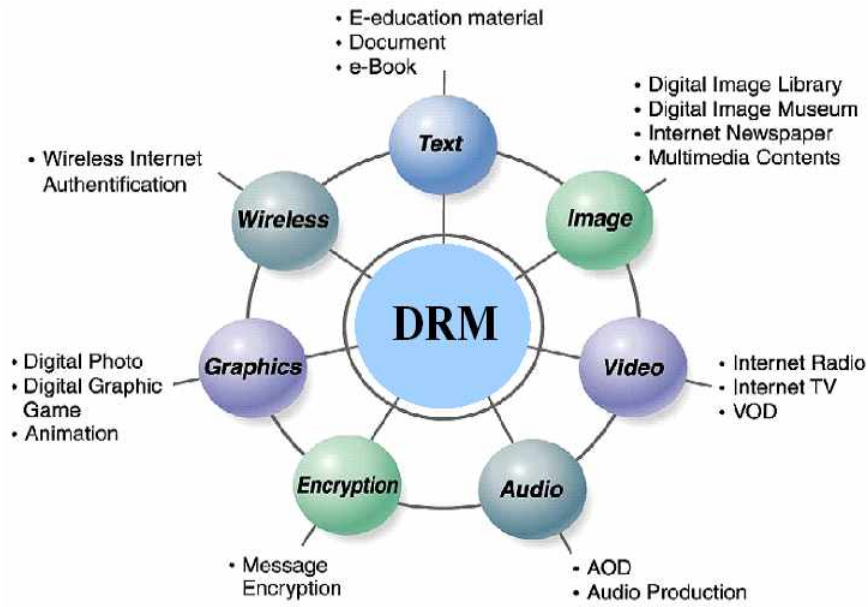 • E-education material
• Document
• e-Book
Text
• Digital Image Library
• Digital Image Museum
• Internet Newspaper
• Multimedia Contents
Image
• Wireless Internet
Authentification
Wireless
DRM
• Digital Photo
• Digital Graphic
Game
• Animation
Graphics
Video
• Internet Radio
• Internet TV
• VOD
Encryption
• Message
Encryption
Audio
• AOD
• Audio Production